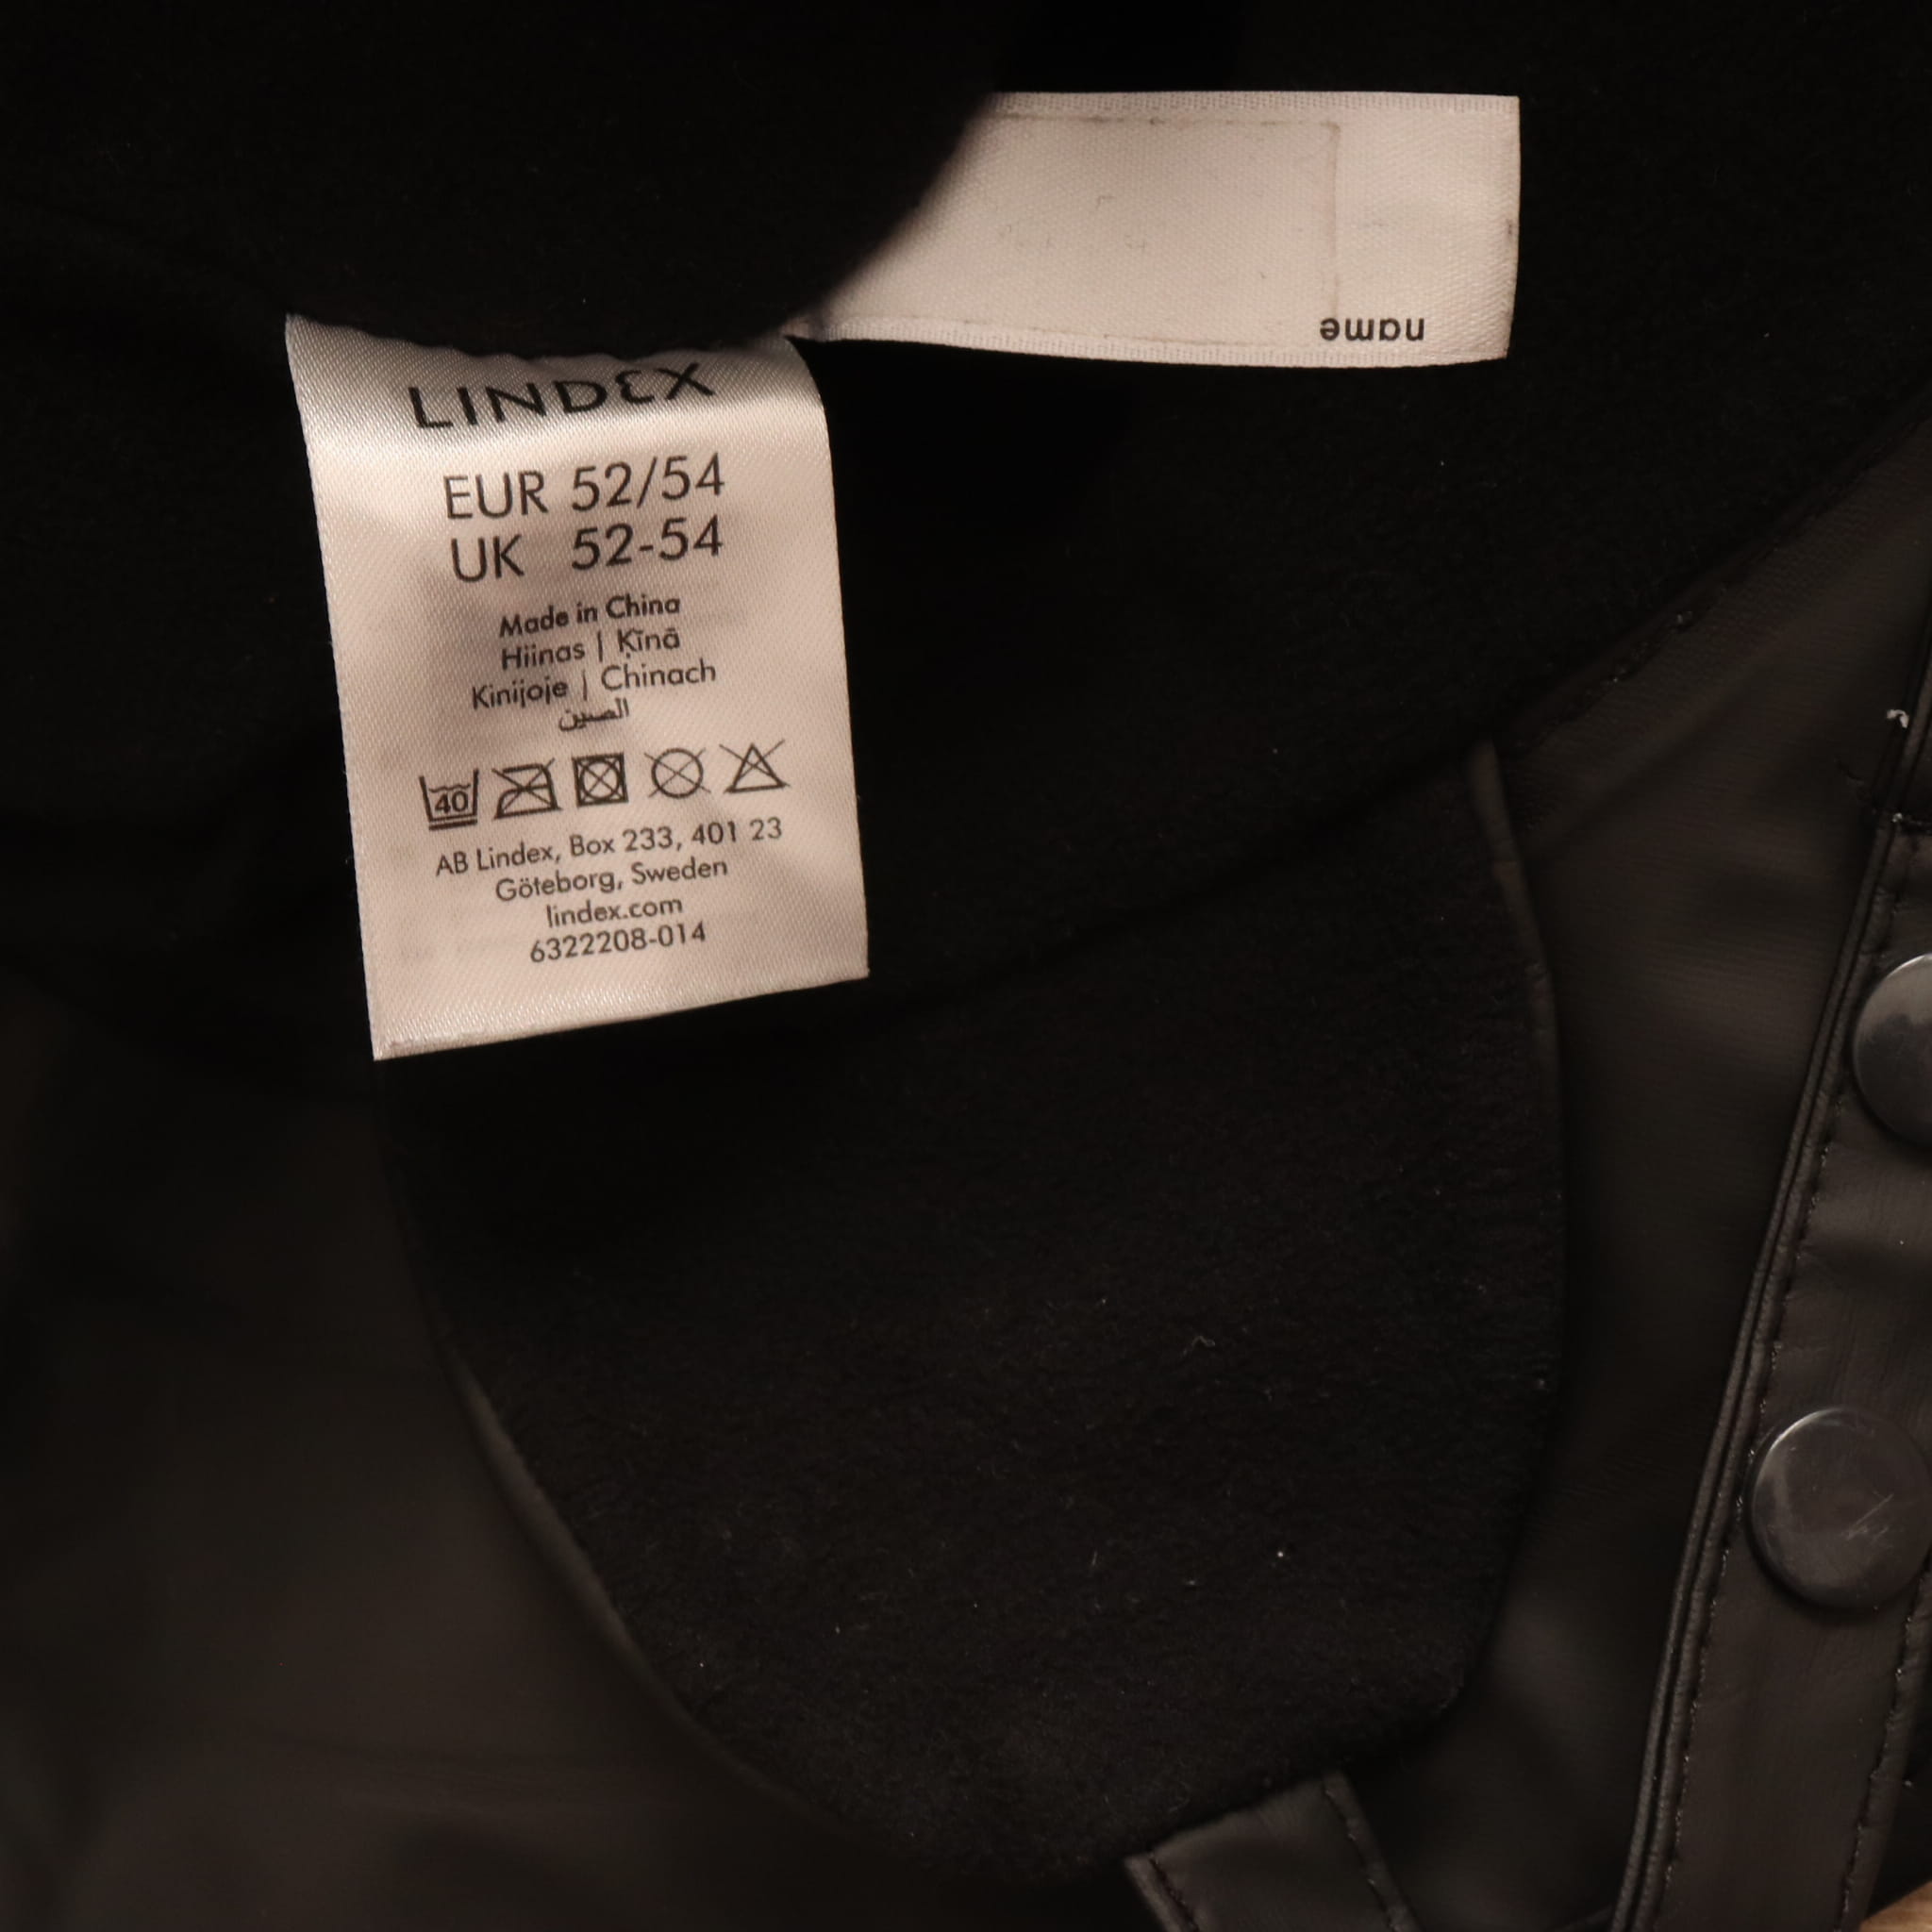 name
LINDEX
EUR 52/54
UK 52-54
Made in China
Hiinas | Ķīnā
Kinijoje | Chinach
الصين
40
AB Lindex, Box 233, 401 23
Göteborg, Sweden
lindex.com
6322208-014